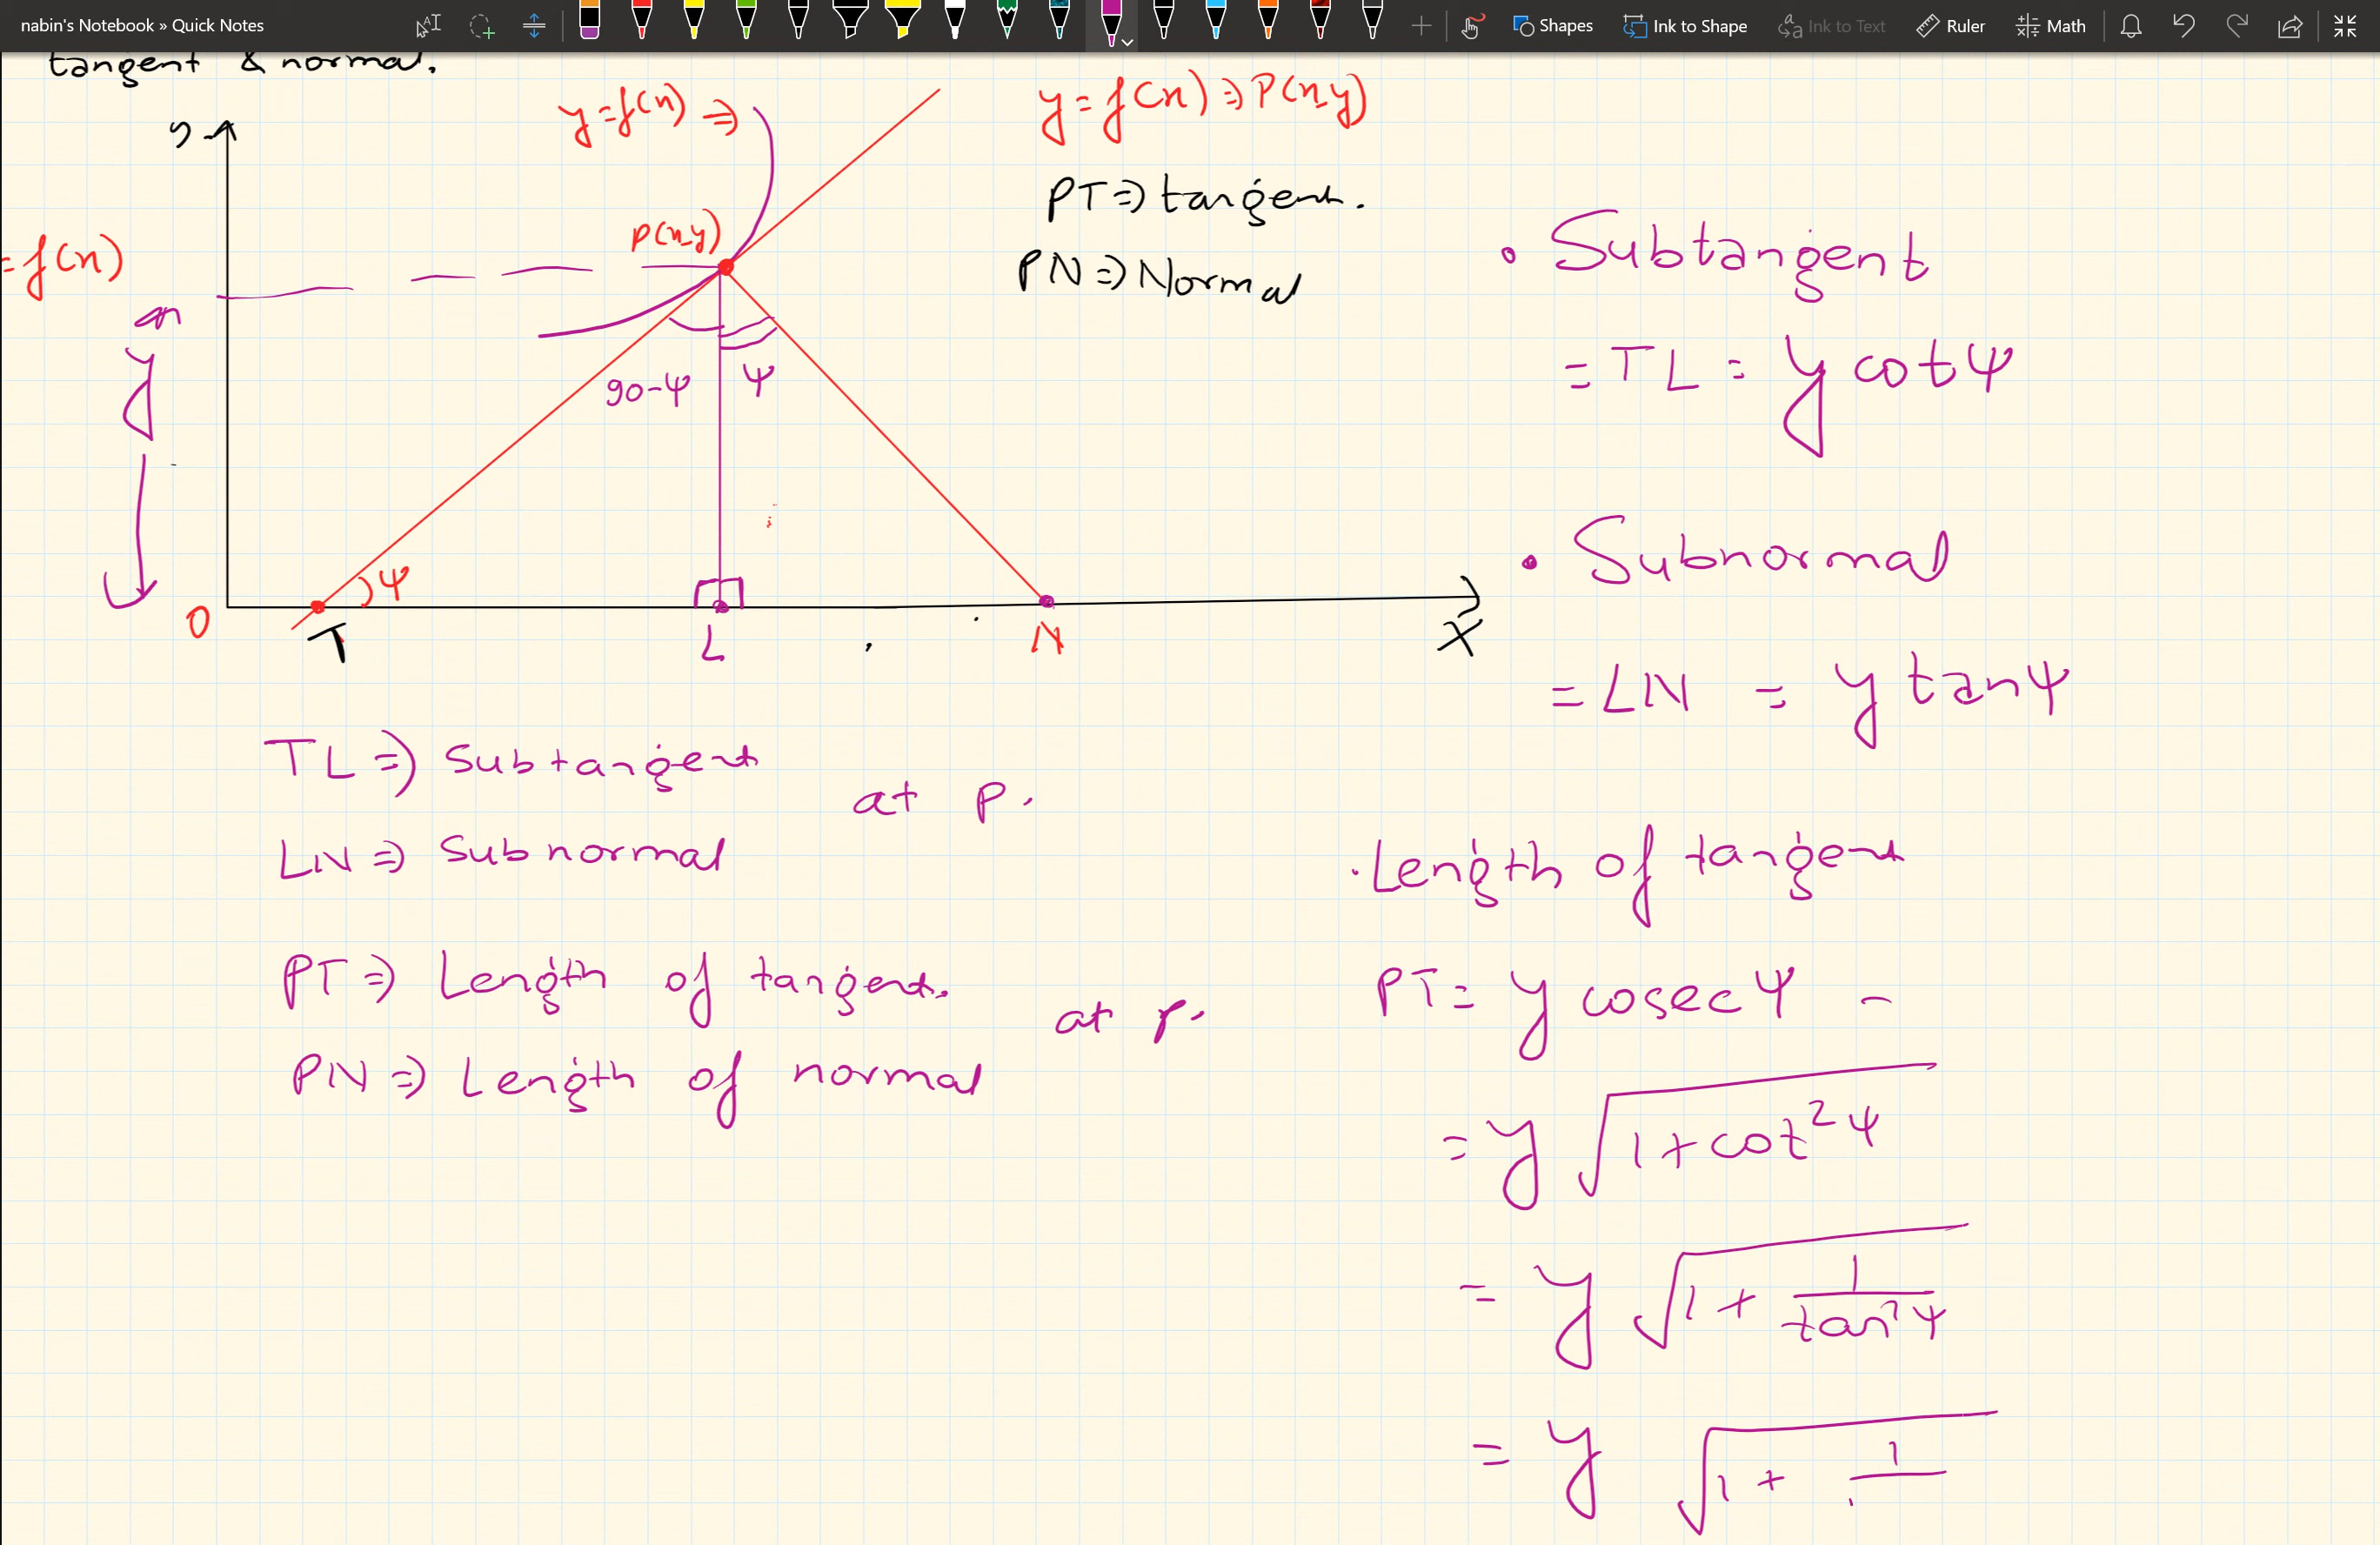 nabin's Notebook » Quick Notes
Shapes Ink to Shape Ink to Text Ruler Math
tangent & normal.
y=f(n) ⇒
y=f(n) ⇒ P(n,y)
y
PT ⇒ tangent.
P(n,y)
PN ⇒ Normal
=f(n)
y
90-ψ ψ
ψ
O T L N X
TL ⇒ Subtangent
at P.
LN ⇒ Subnormal
PT ⇒ Length of tangent.
at P.
PN ⇒ Length of normal
• Subtangent
= TL = y cotψ
• Subnormal
= LN = y tanψ
. Length of tangent
PT = y cosecψ -
= y √(1+cot²ψ)
= y √(1 + 1/tan²ψ)
= y √(1 + 1/